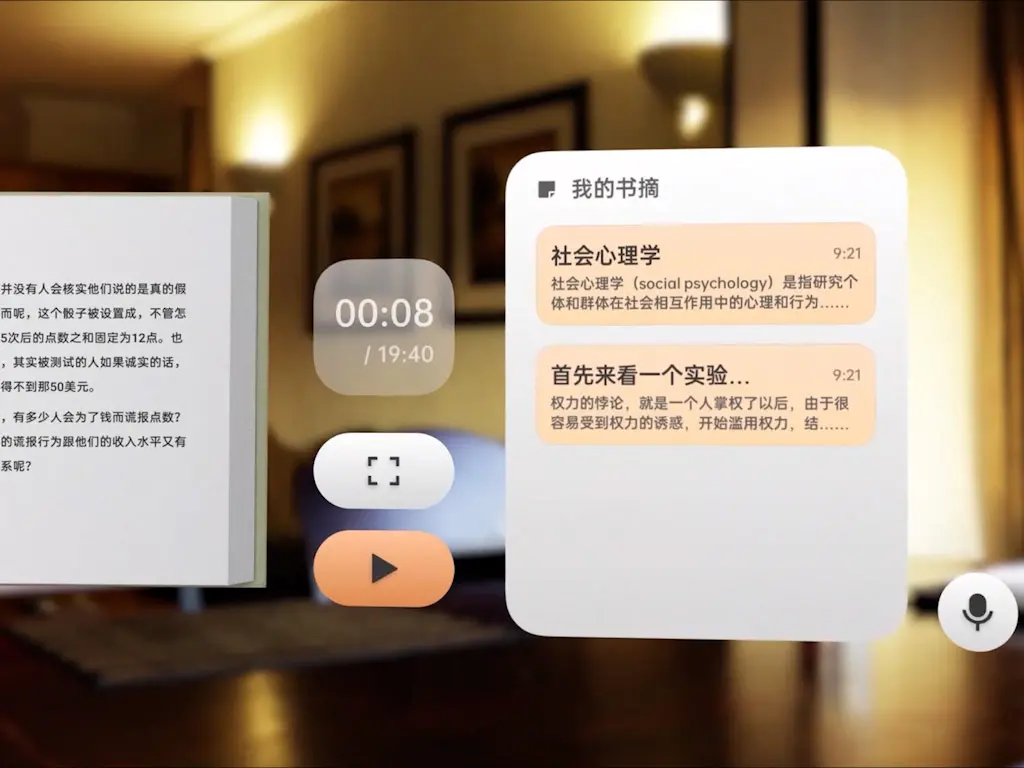 并没有人会核实他们说的是真的假
而呢，这个骰子被设置成，不管怎
5次后的点数之和固定为12点。也
，其实被测试的人如果诚实的话，
得不到那50美元。
，有多少人会为了钱而谎报点数？
的谎报行为跟他们的收入水平又有
系呢？
00:08
/ 19:40
我的书摘
社会心理学
9:21
社会心理学（social psychology）是指研究个
体和群体在社会相互作用中的心理和行为……
首先来看一个实验...
9:21
权力的悖论，就是一个人掌权了以后，由于很
容易受到权力的诱惑，开始滥用权力，结……